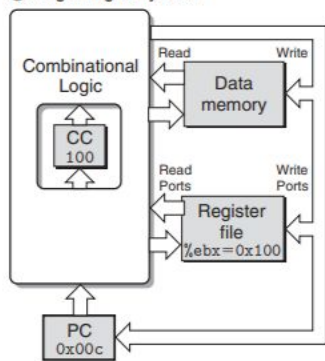 Combinational
Logic
CC
100
Read
Write
Data
memory
Read
Ports
Write
Ports
Register
file
%ebx=0x100
PC
0x00c